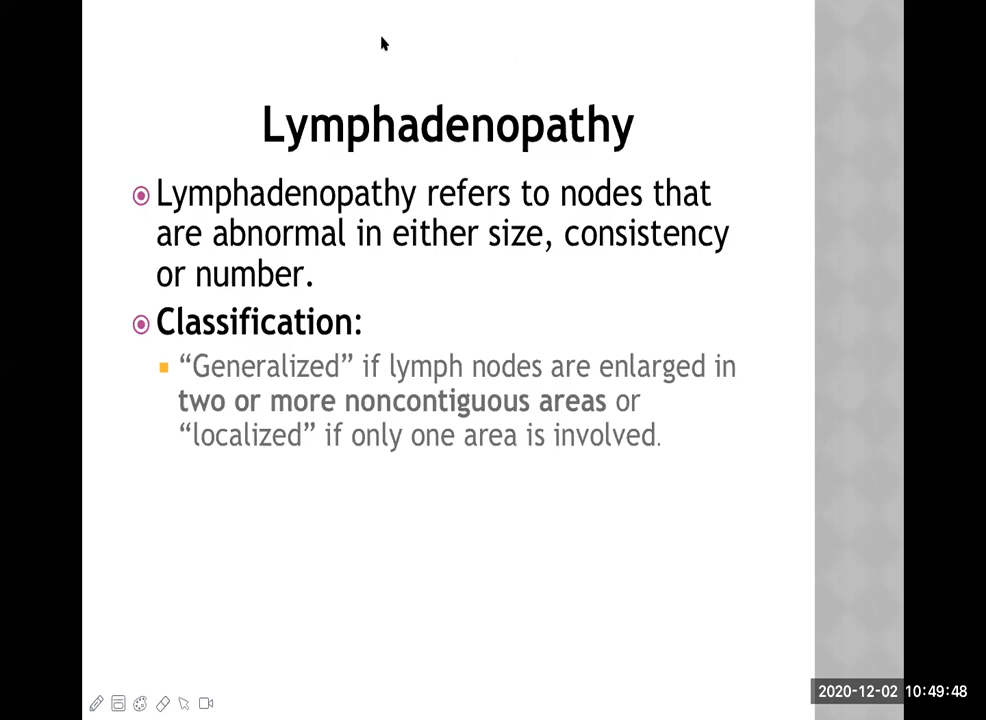 Lymphadenopathy
Lymphadenopathy refers to nodes that
are abnormal in either size, consistency
or number.
Classification:
“Generalized” if lymph nodes are enlarged in
two or more noncontiguous areas or
“localized” if only one area is involved.
2020-12-02 10:49:48